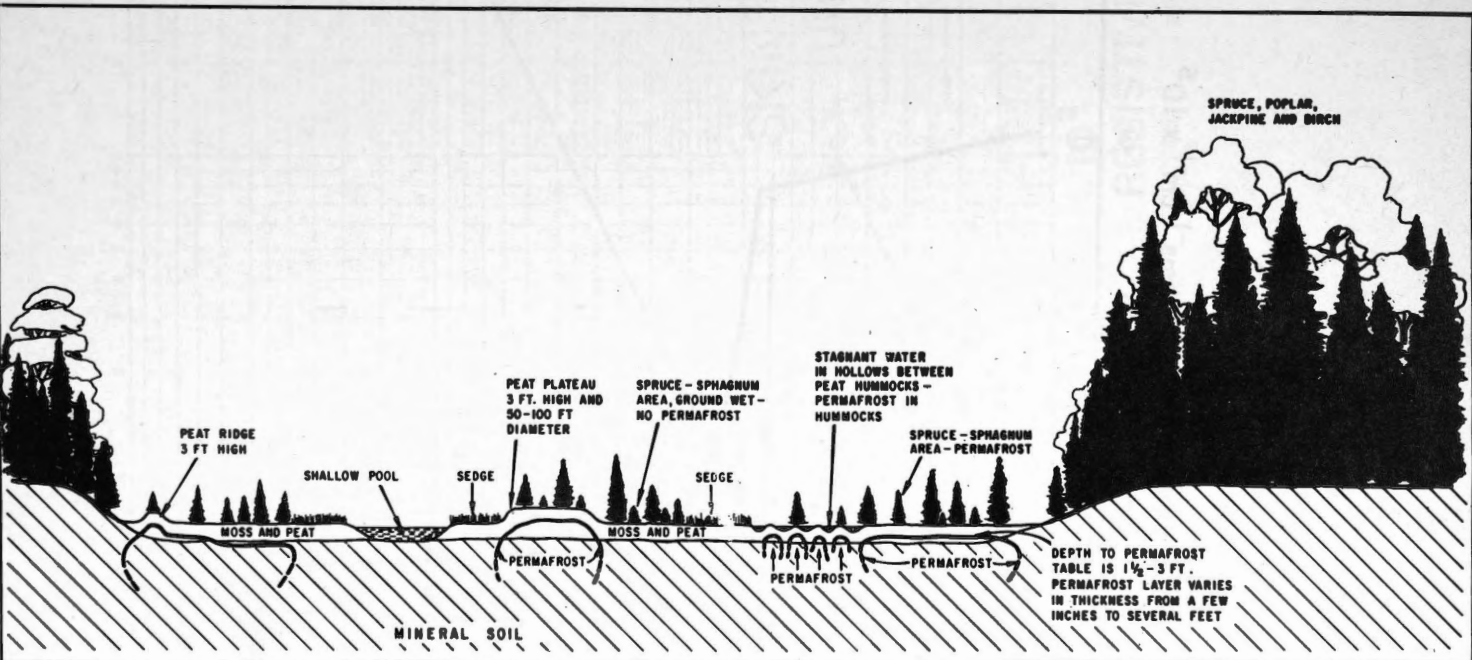 SPRUCE, POPLAR,
JACKPINE AND BIRCH
STAGNANT WATER
IN HOLLOWS BETWEEN
PEAT HUMMOCKS –
PERMAFROST IN
HUMMOCKS
PEAT PLATEAU
3 FT. HIGH AND
50–100 FT
DIAMETER
SPRUCE – SPHAGNUM
AREA, GROUND WET –
NO PERMAFROST
PEAT RIDGE
3 FT HIGH
SPRUCE – SPHAGNUM
AREA – PERMAFROST
SHALLOW POOL
SEDGE
SEDGE
MOSS AND PEAT
MOSS AND PEAT
PERMAFROST
PERMAFROST
PERMAFROST
DEPTH TO PERMAFROST
TABLE IS 1½ – 3 FT.
PERMAFROST LAYER VARIES
IN THICKNESS FROM A FEW
INCHES TO SEVERAL FEET
MINERAL SOIL